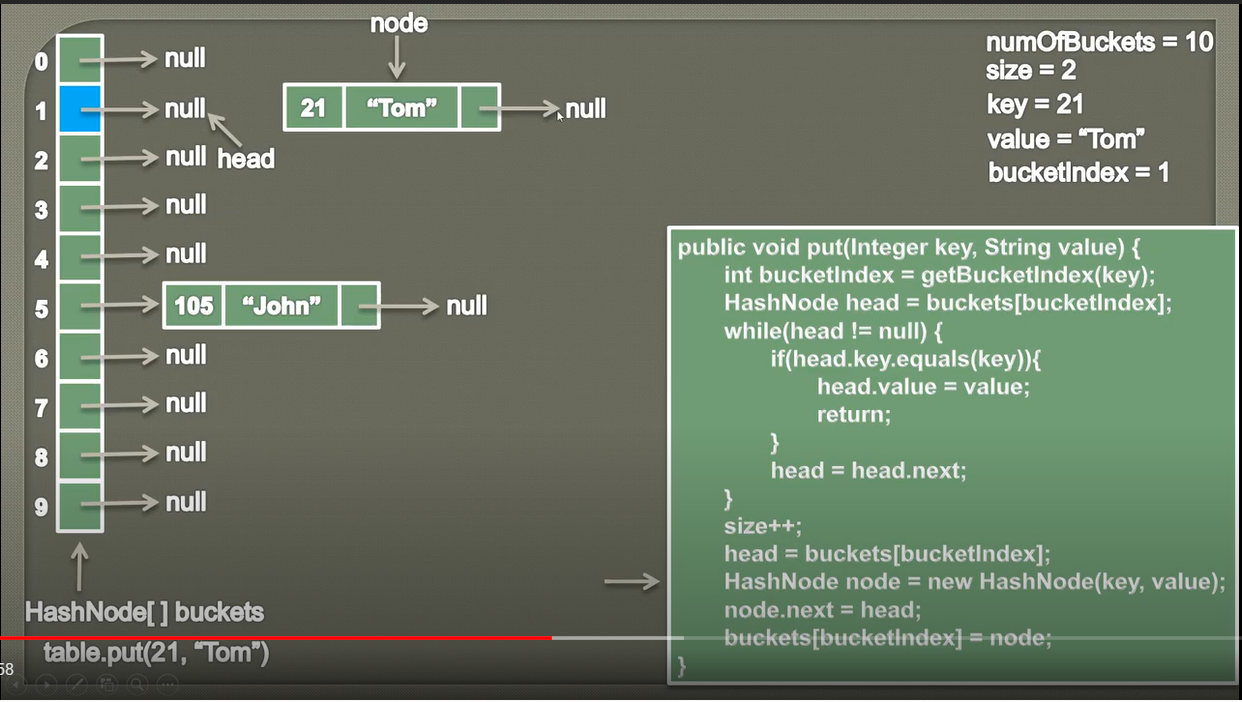 node
0 null
1 null
21 "Tom" null
head
2 null
3 null
4 null
5 105 "John" null
6 null
7 null
8 null
9 null
HashNode[ ] buckets
table.put(21, "Tom")
58
numOfBuckets = 10
size = 2
key = 21
value = "Tom"
bucketIndex = 1
public void put(Integer key, String value) {
int bucketIndex = getBucketIndex(key);
HashNode head = buckets[bucketIndex];
while(head != null) {
if(head.key.equals(key)){
head.value = value;
return;
}
head = head.next;
}
size++;
head = buckets[bucketIndex];
HashNode node = new HashNode(key, value);
node.next = head;
buckets[bucketIndex] = node;
}